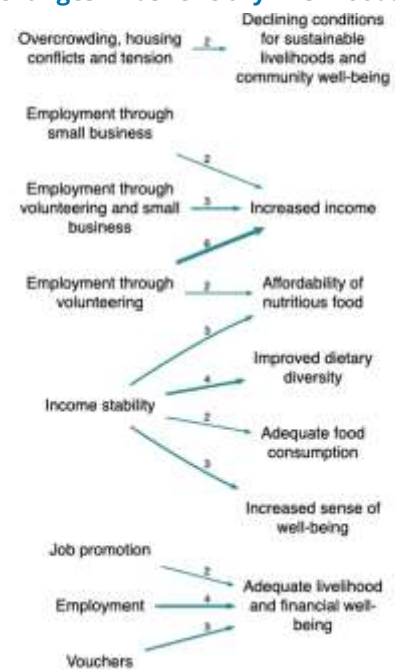 Overcrowding, housing
conflicts and tension
2
Declining conditions
for sustainable
livelihoods and
community well-being
Employment through
small business
2
Employment through
volunteering and small
business
3
Increased income
6
Employment through
volunteering
2
Affordability of
nutritious food
3
Improved dietary
diversity
4
Income stability
2
Adequate food
consumption
3
Increased sense of
well-being
Job promotion
2
Employment
4
Adequate livelihood
and financial well-
being
3
Vouchers